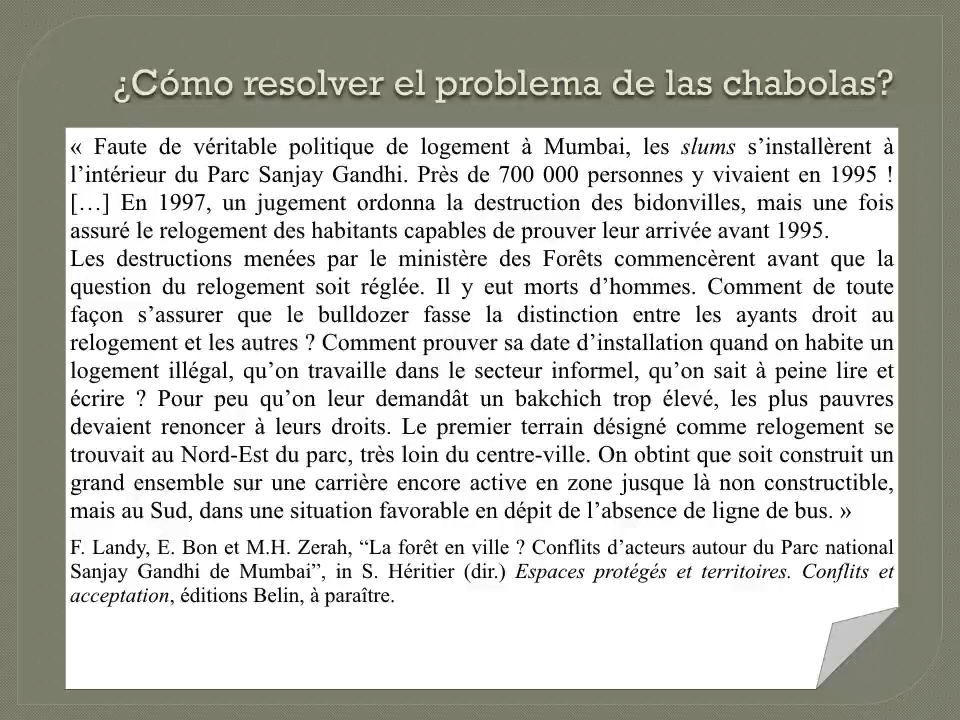 ¿Cómo resolver el problema de las chabolas?
« Faute de véritable politique de logement à Mumbai, les slums s’installèrent à
l’intérieur du Parc Sanjay Gandhi. Près de 700 000 personnes y vivaient en 1995 !
[…] En 1997, un jugement ordonna la destruction des bidonvilles, mais une fois
assuré le relogement des habitants capables de prouver leur arrivée avant 1995.
Les destructions menées par le ministère des Forêts commencèrent avant que la
question du relogement soit réglée. Il y eut morts d’hommes. Comment de toute
façon s’assurer que le bulldozer fasse la distinction entre les ayants droit au
relogement et les autres ? Comment prouver sa date d’installation quand on habite un
logement illégal, qu’on travaille dans le secteur informel, qu’on sait à peine lire et
écrire ? Pour peu qu’on leur demandât un bakchich trop élevé, les plus pauvres
devaient renoncer à leurs droits. Le premier terrain désigné comme relogement se
trouvait au Nord-Est du parc, très loin du centre-ville. On obtint que soit construit un
grand ensemble sur une carrière encore active en zone jusque là non constructible,
mais au Sud, dans une situation favorable en dépit de l’absence de ligne de bus. »
F. Landy, E. Bon et M.H. Zerah, “La forêt en ville ? Conflits d’acteurs autour du Parc national
Sanjay Gandhi de Mumbai”, in S. Héritier (dir.) Espaces protégés et territoires. Conflits et
acceptation, éditions Belin, à paraître.